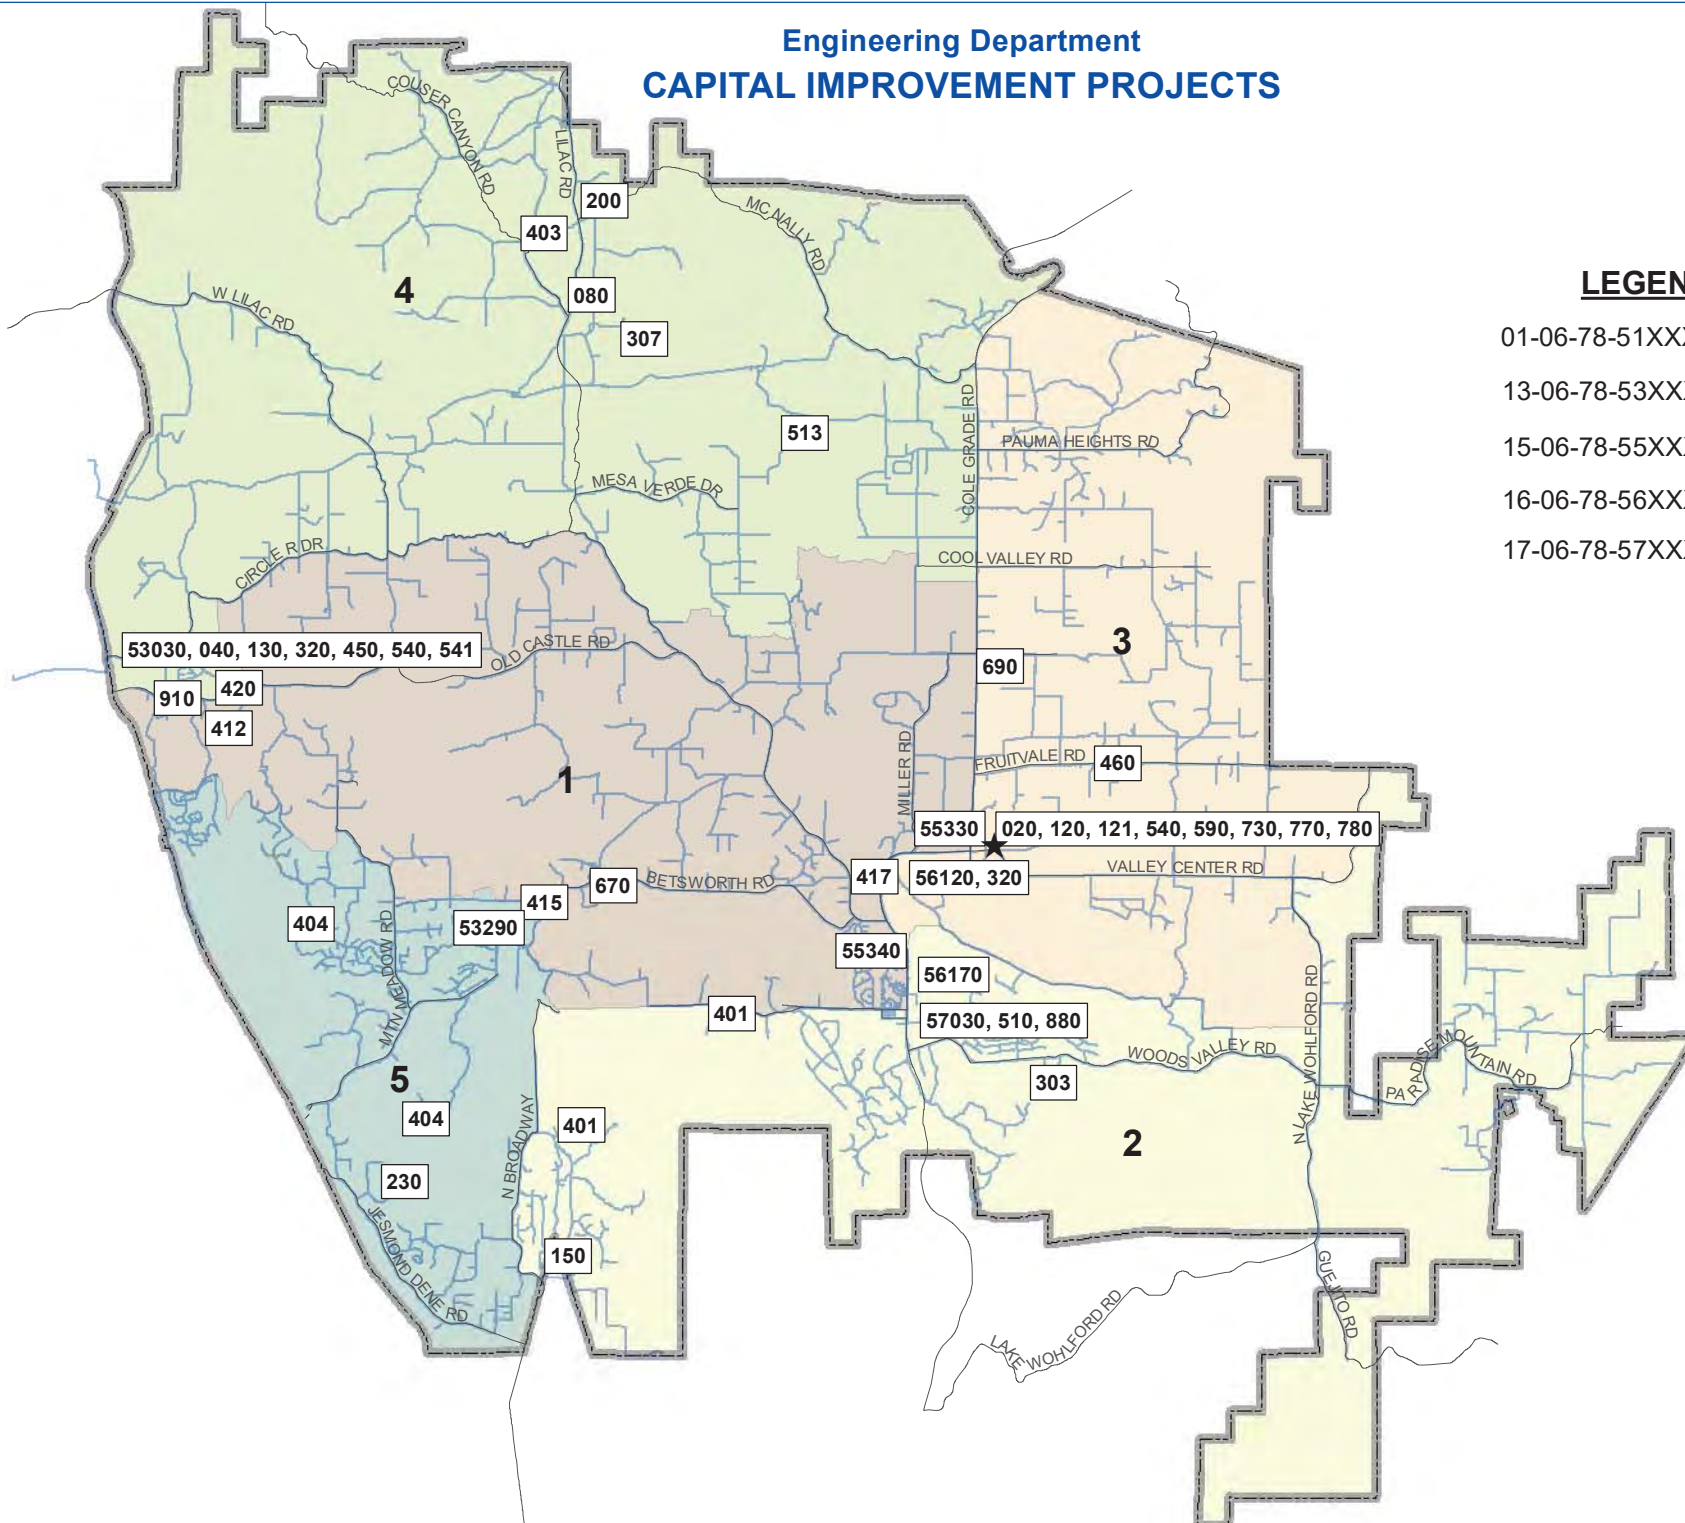 Engineering Department
CAPITAL IMPROVEMENT PROJECTS
COUSER CANYON RD
LILAC RD
200
MC NALLY RD
403
4
080
W LILAC RD
307
LEGEN
01-06-78-51XX
13-06-78-53XX
15-06-78-55XX
16-06-78-56XX
17-06-78-57XX
513
COLE GRADE RD
PAUMA HEIGHTS RD
MESA VERDE DR
CIRCLE R DR
COOL VALLEY RD
53030, 040, 130, 320, 450, 540, 541
OLD CASTLE RD
3
690
910
420
412
MILLER RD
FRUITVALE RD
460
1
55330
020, 120, 121, 540, 590, 730, 770, 780
VALLEY CENTER RD
417
56120, 320
670
BETSWORTH RD
415
404
53290
MTN MEADOW RD
55340
56170
401
57030, 510, 880
WOODS VALLEY RD
N LAKE WOHLFORD RD
PARADISE MOUNTAIN RD
303
5
404
401
N BROADWAY
2
230
JESMOND DENE RD
150
GUEJITO RD
LAKE WOHLFORD RD